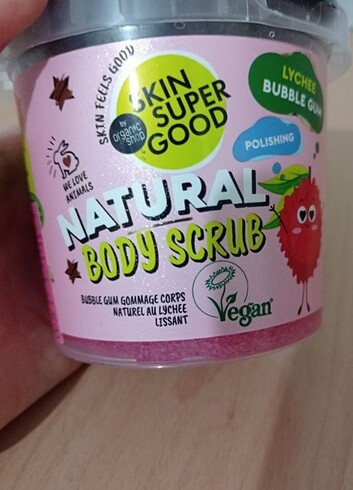 SKIN FEELS GOOD
SKIN
SUPER
GOOD
by
organic
shop
LYCHEE
BUBBLE GUM
POLISHING
WE LOVE
ANIMALS
NATURAL
BODY SCRUB
BUBBLE GUM GOMMAGE CORPS
NATUREL AU LYCHEE
LISSANT
Vegan